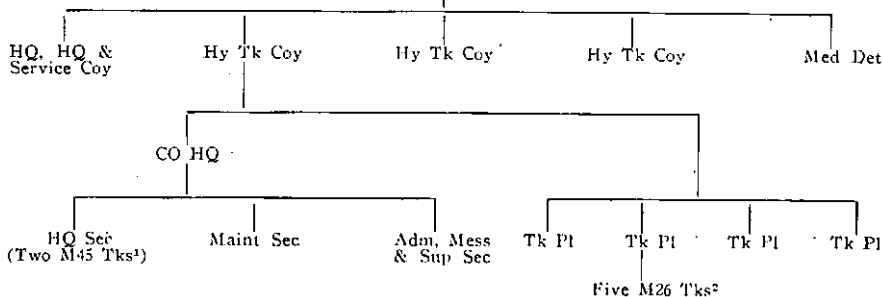 HQ, HQ &
Service Coy
Hy Tk Coy
Hy Tk Coy
Hy Tk Coy
Med Det
CO HQ
HQ Sec
(Two M45 Tks¹)
Maint Sec
Adm, Mess
& Sup Sec
Tk Pl
Tk Pl
Tk Pl
Tk Pl
Five M26 Tks²